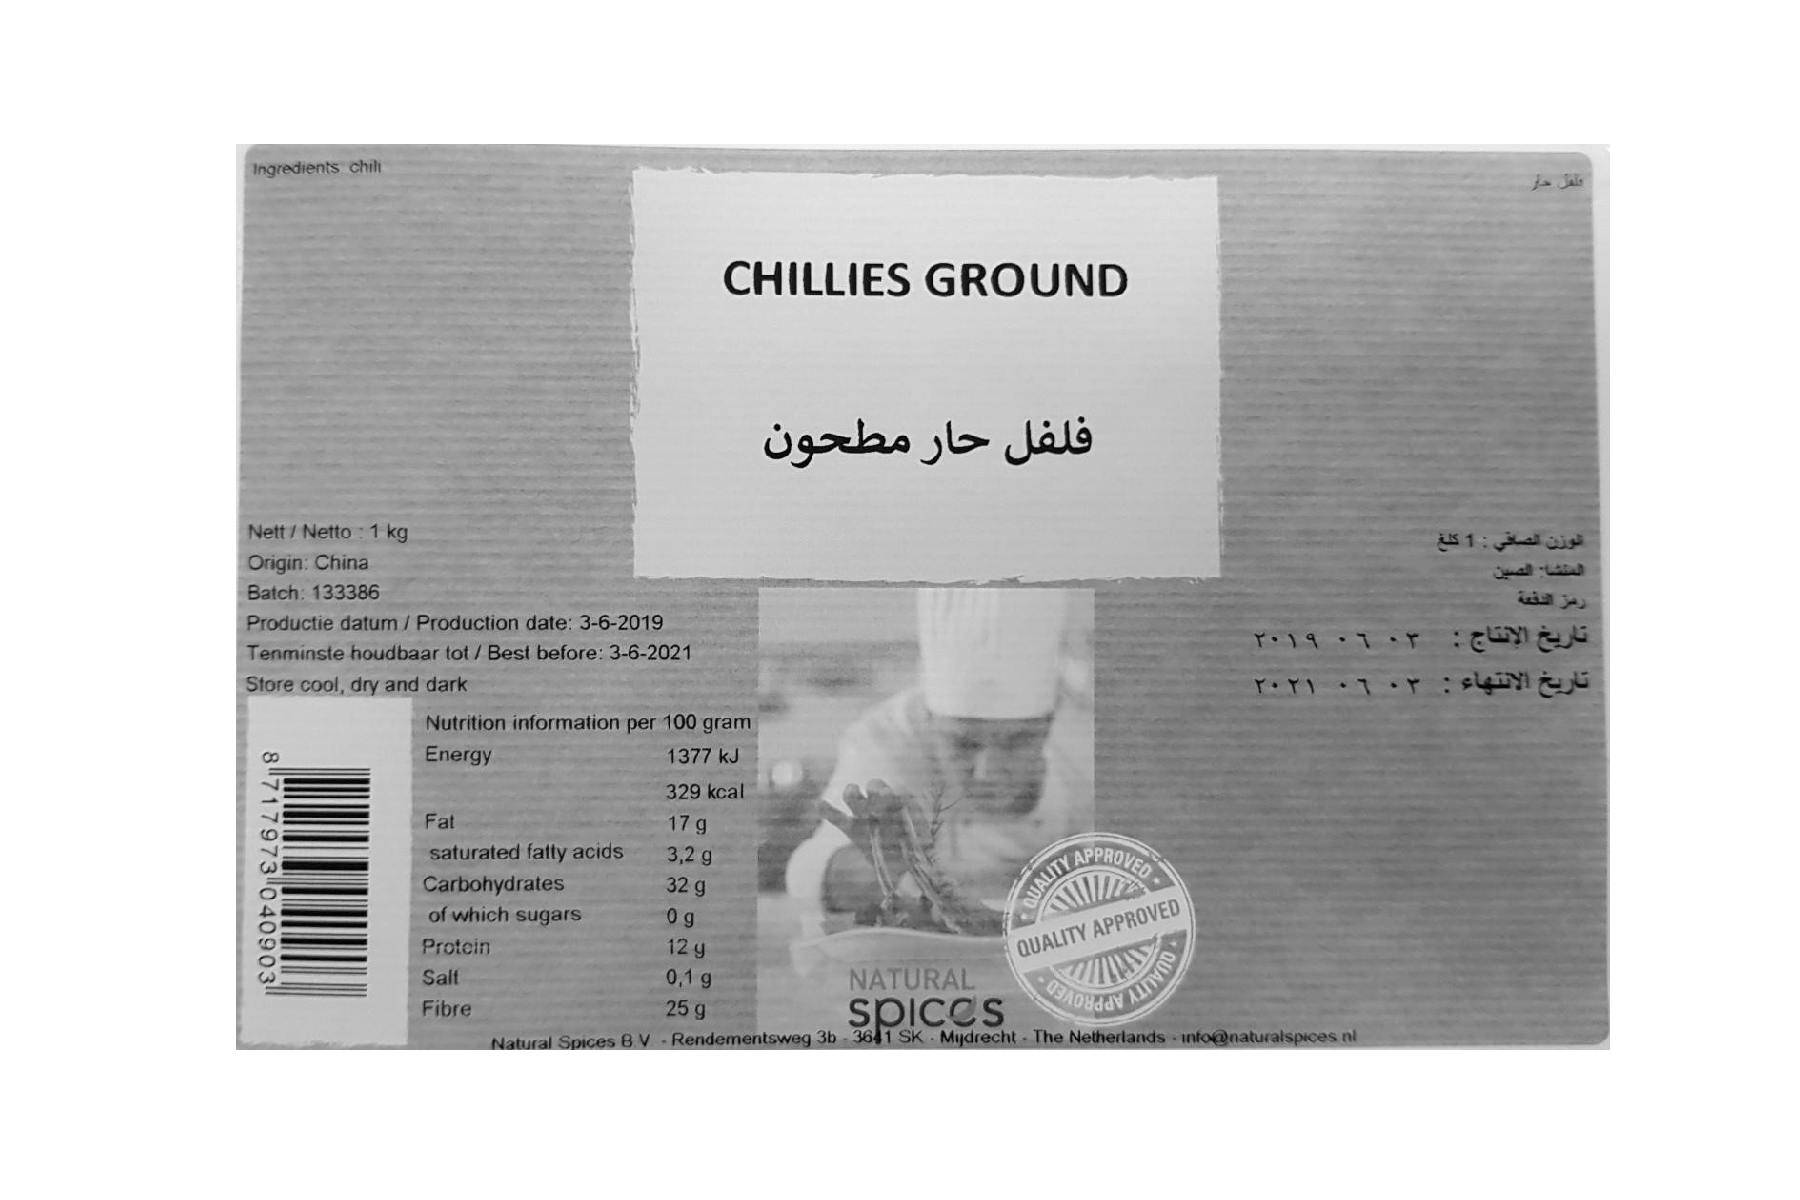 Ingredients: chili
فلفل حار
CHILLIES GROUND
فلفل حار مطحون
Nett / Netto : 1 kg
Origin: China
Batch: 133386
Productie datum / Production date: 3-6-2019
Tenminste houdbaar tot / Best before: 3-6-2021
Store cool, dry and dark
الوزن الصافي : 1 كلغ
المنشا: الصين
رمز الدفعة
تاريخ الإنتاج : ٠٣ ٠٦ ٢٠١٩
تاريخ الانتهاء : ٠٣ ٠٦ ٢٠٢١
8 717973 040903
Nutrition information per 100 gram
Energy 1377 kJ
329 kcal
Fat 17 g
saturated fatty acids 3,2 g
Carbohydrates 32 g
of which sugars 0 g
Protein 12 g
Salt 0,1 g
Fibre 25 g
QUALITY APPROVED
QUALITY APPROVED
QUALITY APPROVED
NATURAL
spices
Natural Spices B.V. - Rendementsweg 3b - 3641 SK - Mijdrecht - The Netherlands - info@naturalspices.nl